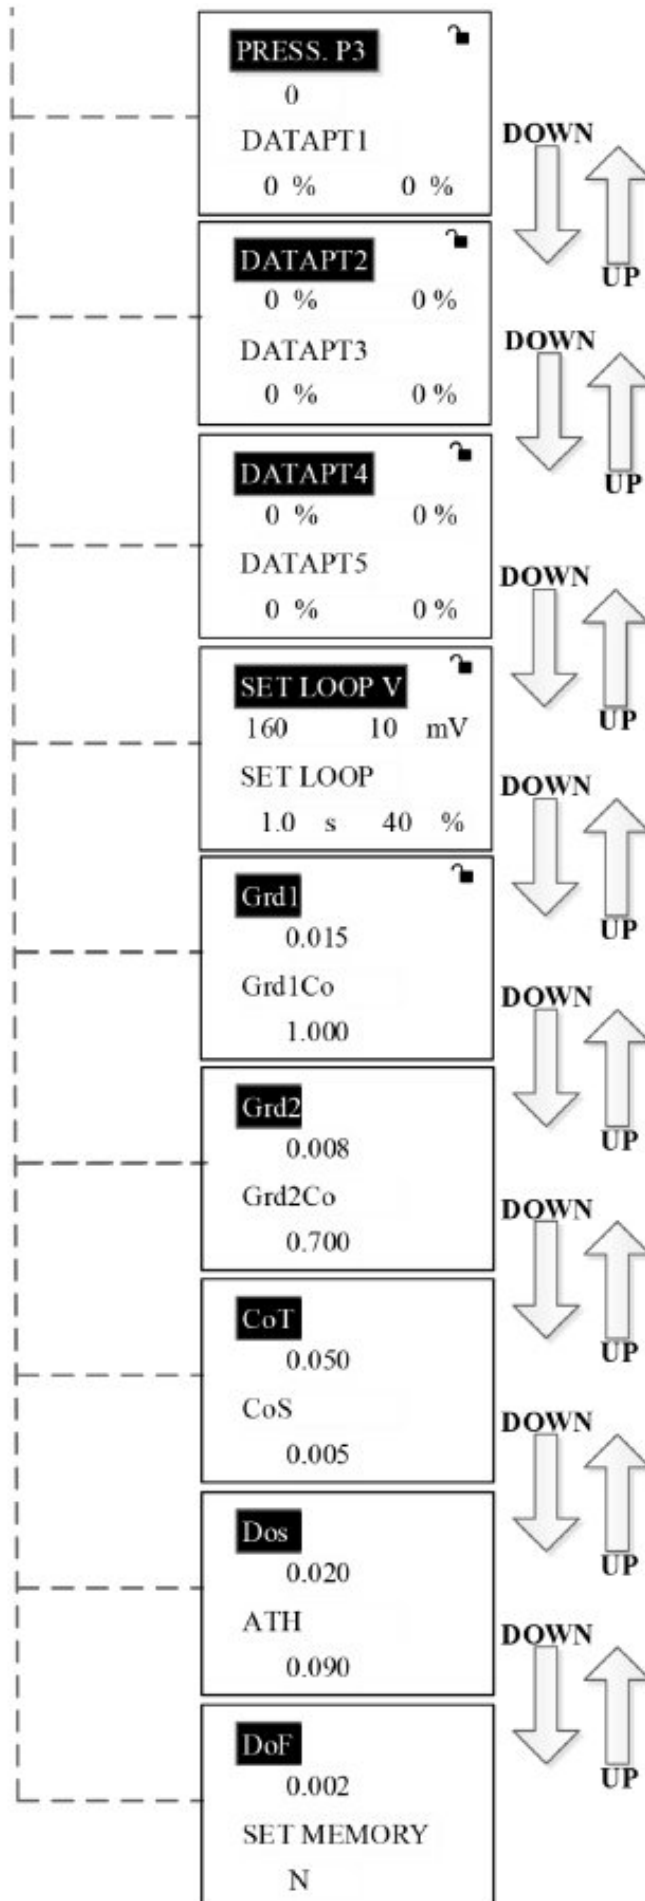 PRESS. P3
0
DATAPT1
0 % 0 %
DOWN
UP
DATAPT2
0 % 0 %
DATAPT3
0 % 0 %
DOWN
UP
DATAPT4
0 % 0 %
DATAPT5
0 % 0 %
DOWN
UP
SET LOOP V
160 10 mV
SET LOOP
1.0 s 40 %
DOWN
UP
Grd1
0.015
Grd1Co
1.000
DOWN
UP
Grd2
0.008
Grd2Co
0.700
DOWN
UP
CoT
0.050
CoS
0.005
DOWN
UP
Dos
0.020
ATH
0.090
DOWN
UP
DoF
0.002
SET MEMORY
N